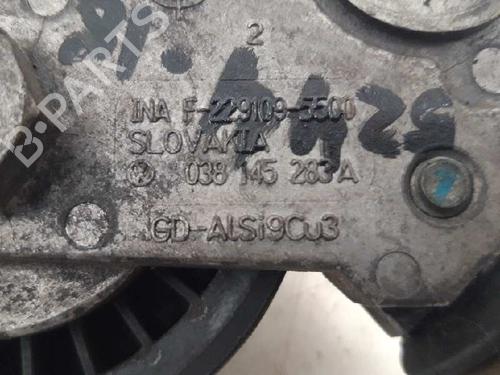 2
INA F-229109-5500
SLOVAKIA
038 145 283 A
GD-AlSi9Cu3
B-PARTS